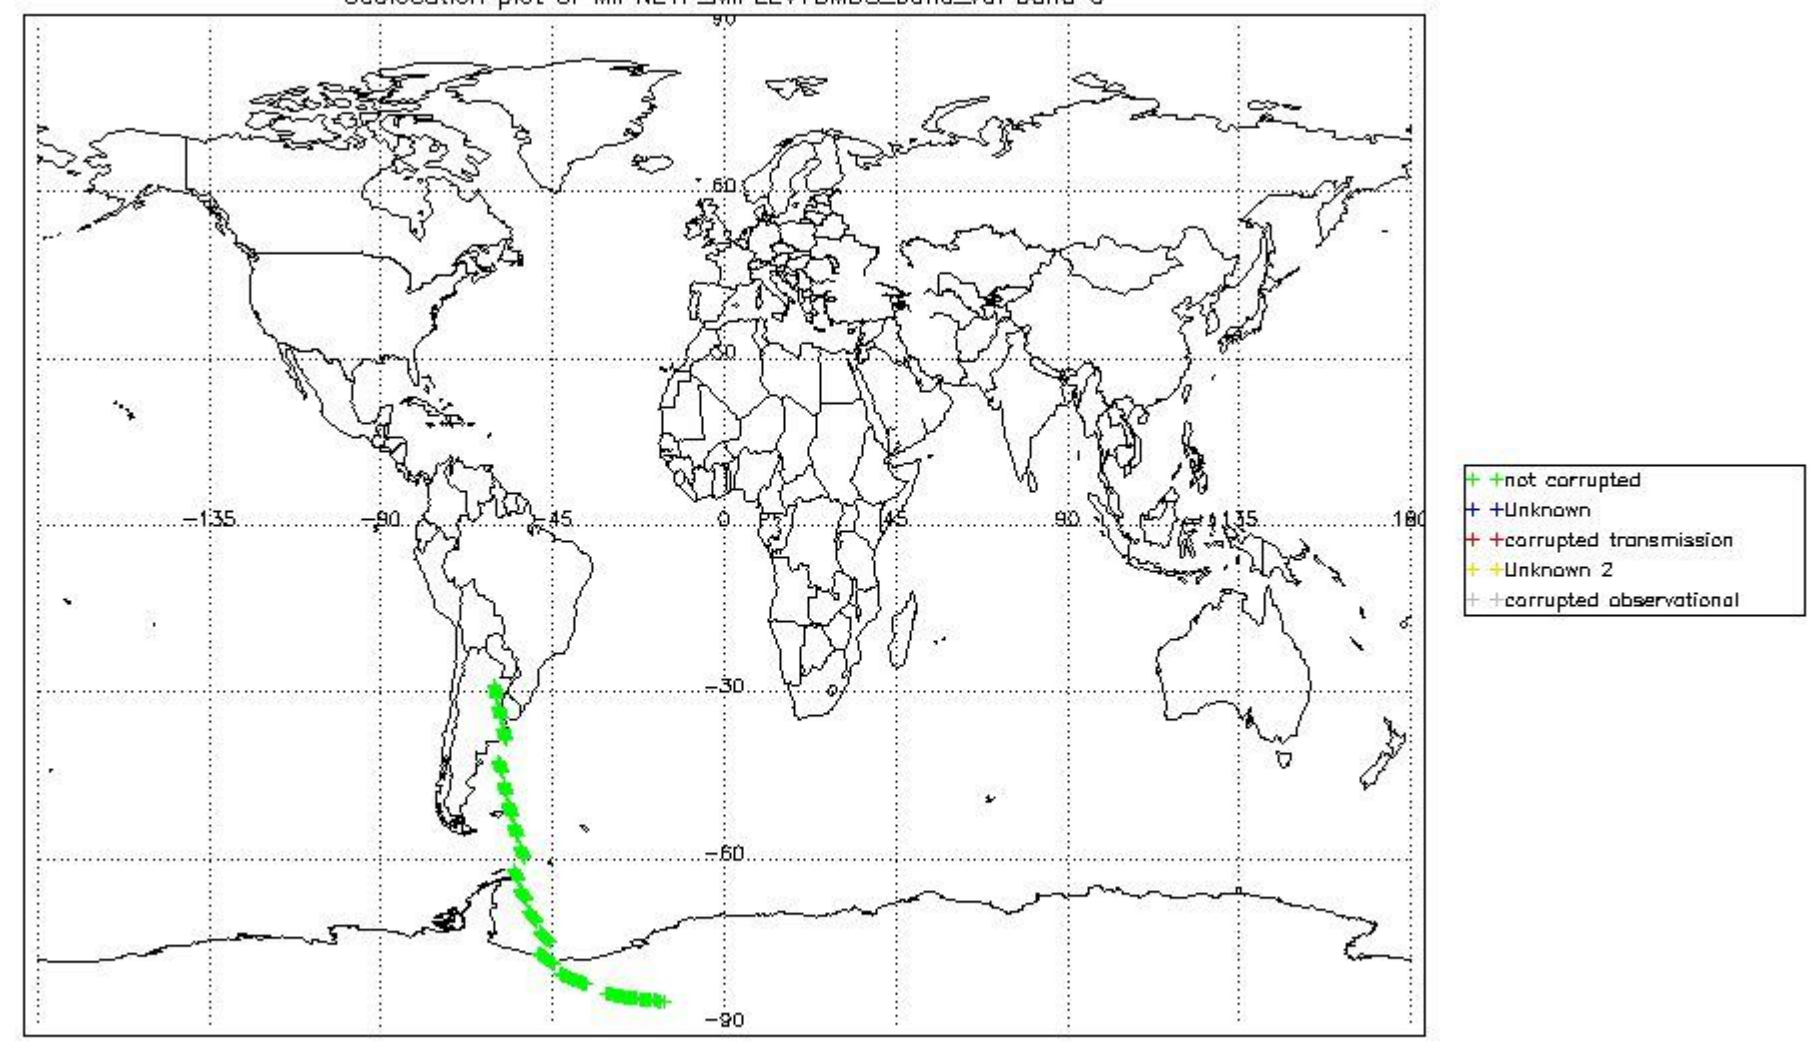 90
60
30
-135 -90 -45 0 45 90 135 180
-30
-60
-90
not corrupted
Unknown
corrupted transmission
Unknown 2
corrupted observational